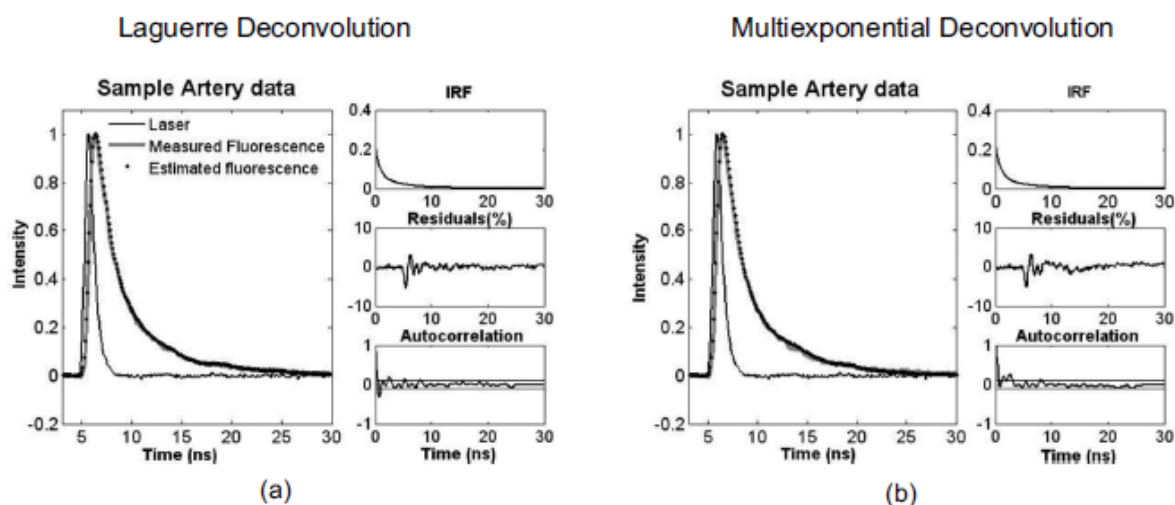 Laguerre Deconvolution
Sample Artery data
Laser
Measured Fluorescence
Estimated fluorescence
Intensity
1
0.8
0.6
0.4
0.2
0
-0.2
5 10 15 20 25 30
Time (ns)
IRF
0.4
0.2
0
0 10 20 30
Residuals(%)
10
0
-10
0 10 20 30
Autocorrelation
1
0
-1
0 10 20 30
Time (ns)
(a)
Multiexponential Deconvolution
Sample Artery data
Intensity
1
0.8
0.6
0.4
0.2
0
-0.2
5 10 15 20 25 30
Time (ns)
IRF
0.4
0.2
0
0 10 20 30
Residuals(%)
10
0
-10
0 10 20 30
Autocorrelation
1
0
-1
0 10 20 30
Time (ns)
(b)